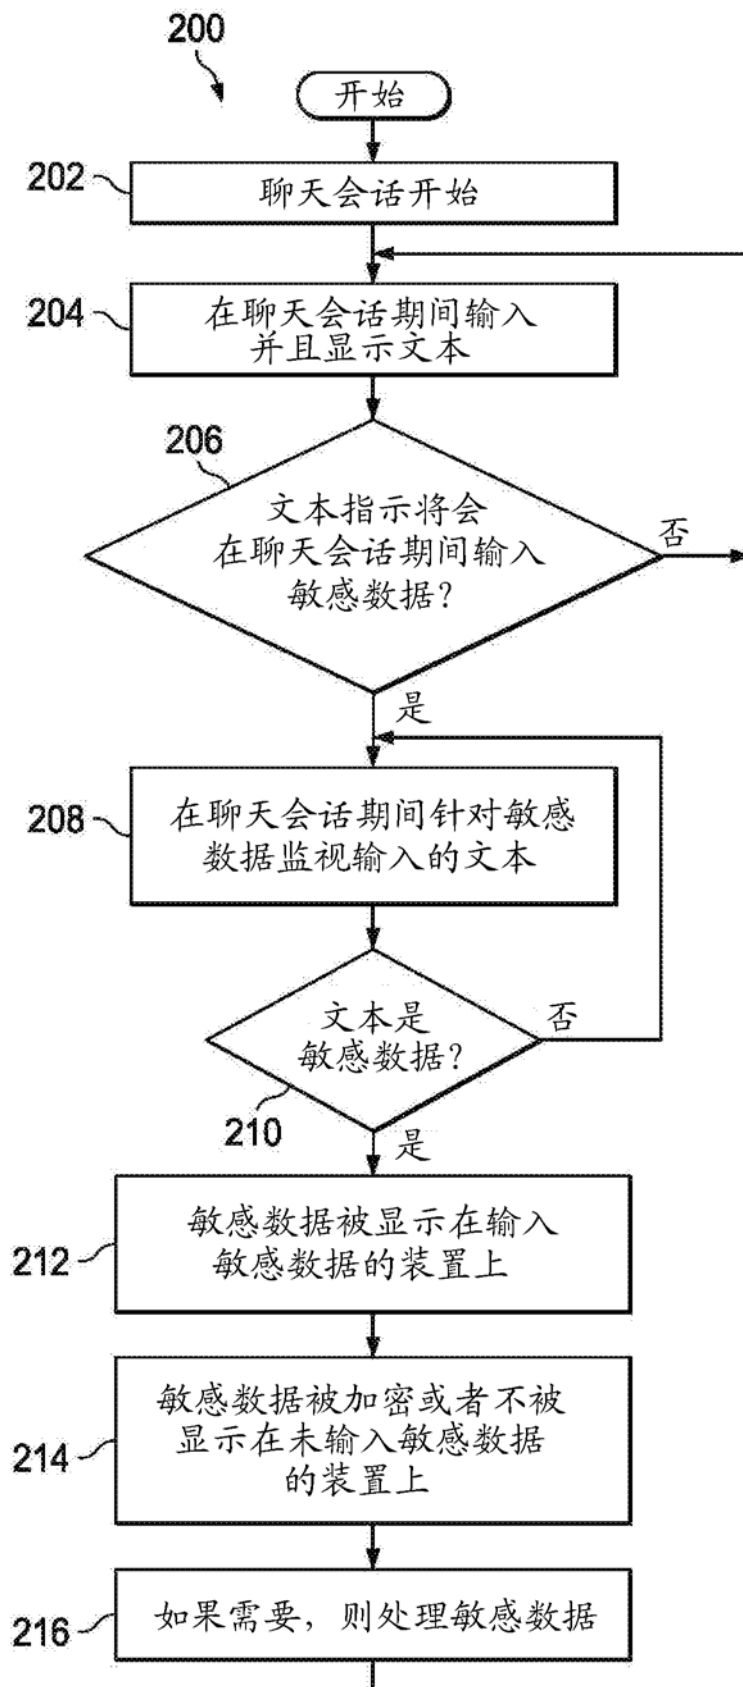 200
开始
202
聊天会话开始
204
在聊天会话期间输入
并且显示文本
206
文本指示将会
在聊天会话期间输入
敏感数据?
否
是
208
在聊天会话期间针对敏感
数据监视输入的文本
文本是
敏感数据?
否
210
是
212
敏感数据被显示在输入
敏感数据的装置上
214
敏感数据被加密或者不被
显示在未输入敏感数据
的装置上
216
如果需要，则处理敏感数据